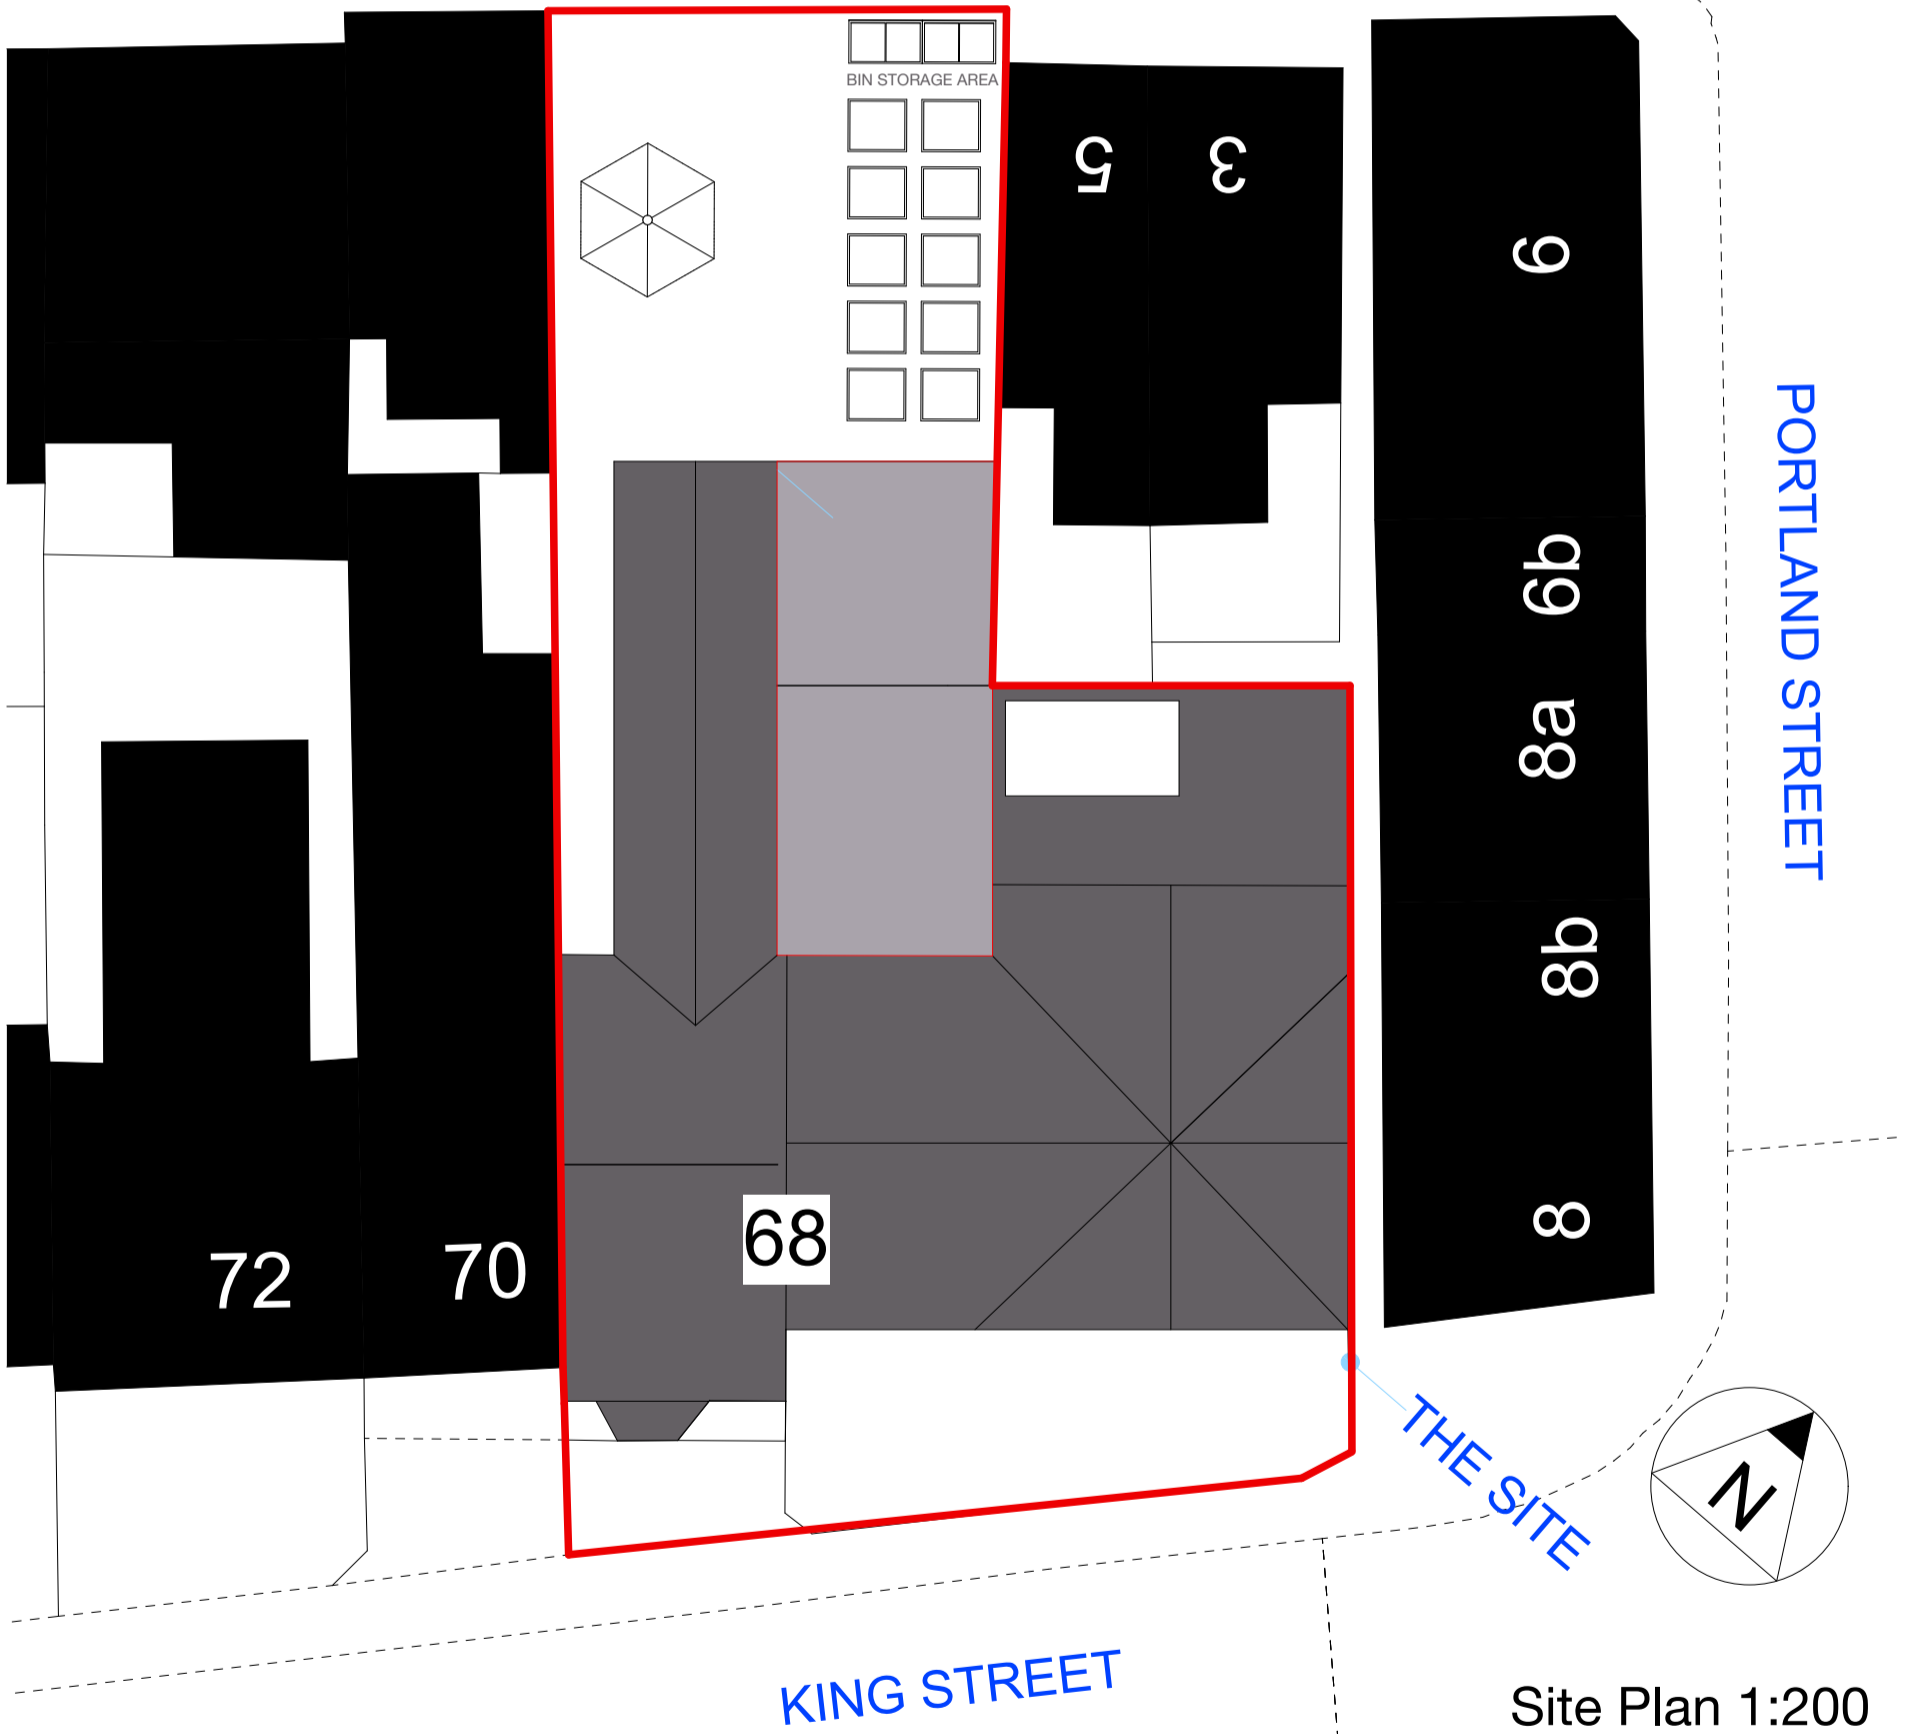 BIN STORAGE AREA
5
3
6
6b
8a
8b
8
PORTLAND STREET
72
70
68
THE SITE
N
KING STREET
Site Plan 1:200